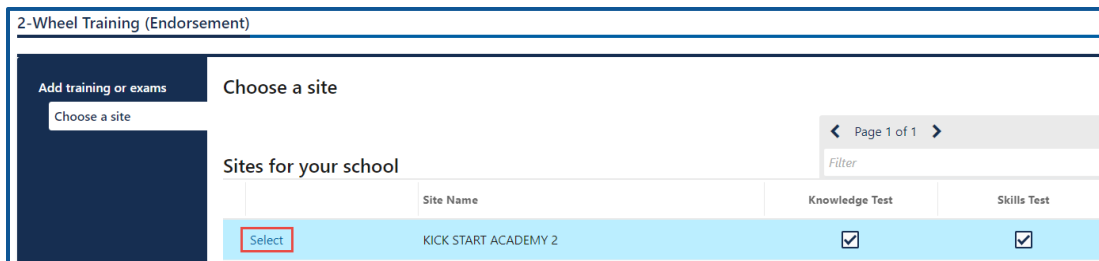 2-Wheel Training (Endorsement)
Add training or exams
Choose a site
Choose a site
Page 1 of 1
Filter
Sites for your school
Site Name Knowledge Test Skills Test
Select KICK START ACADEMY 2